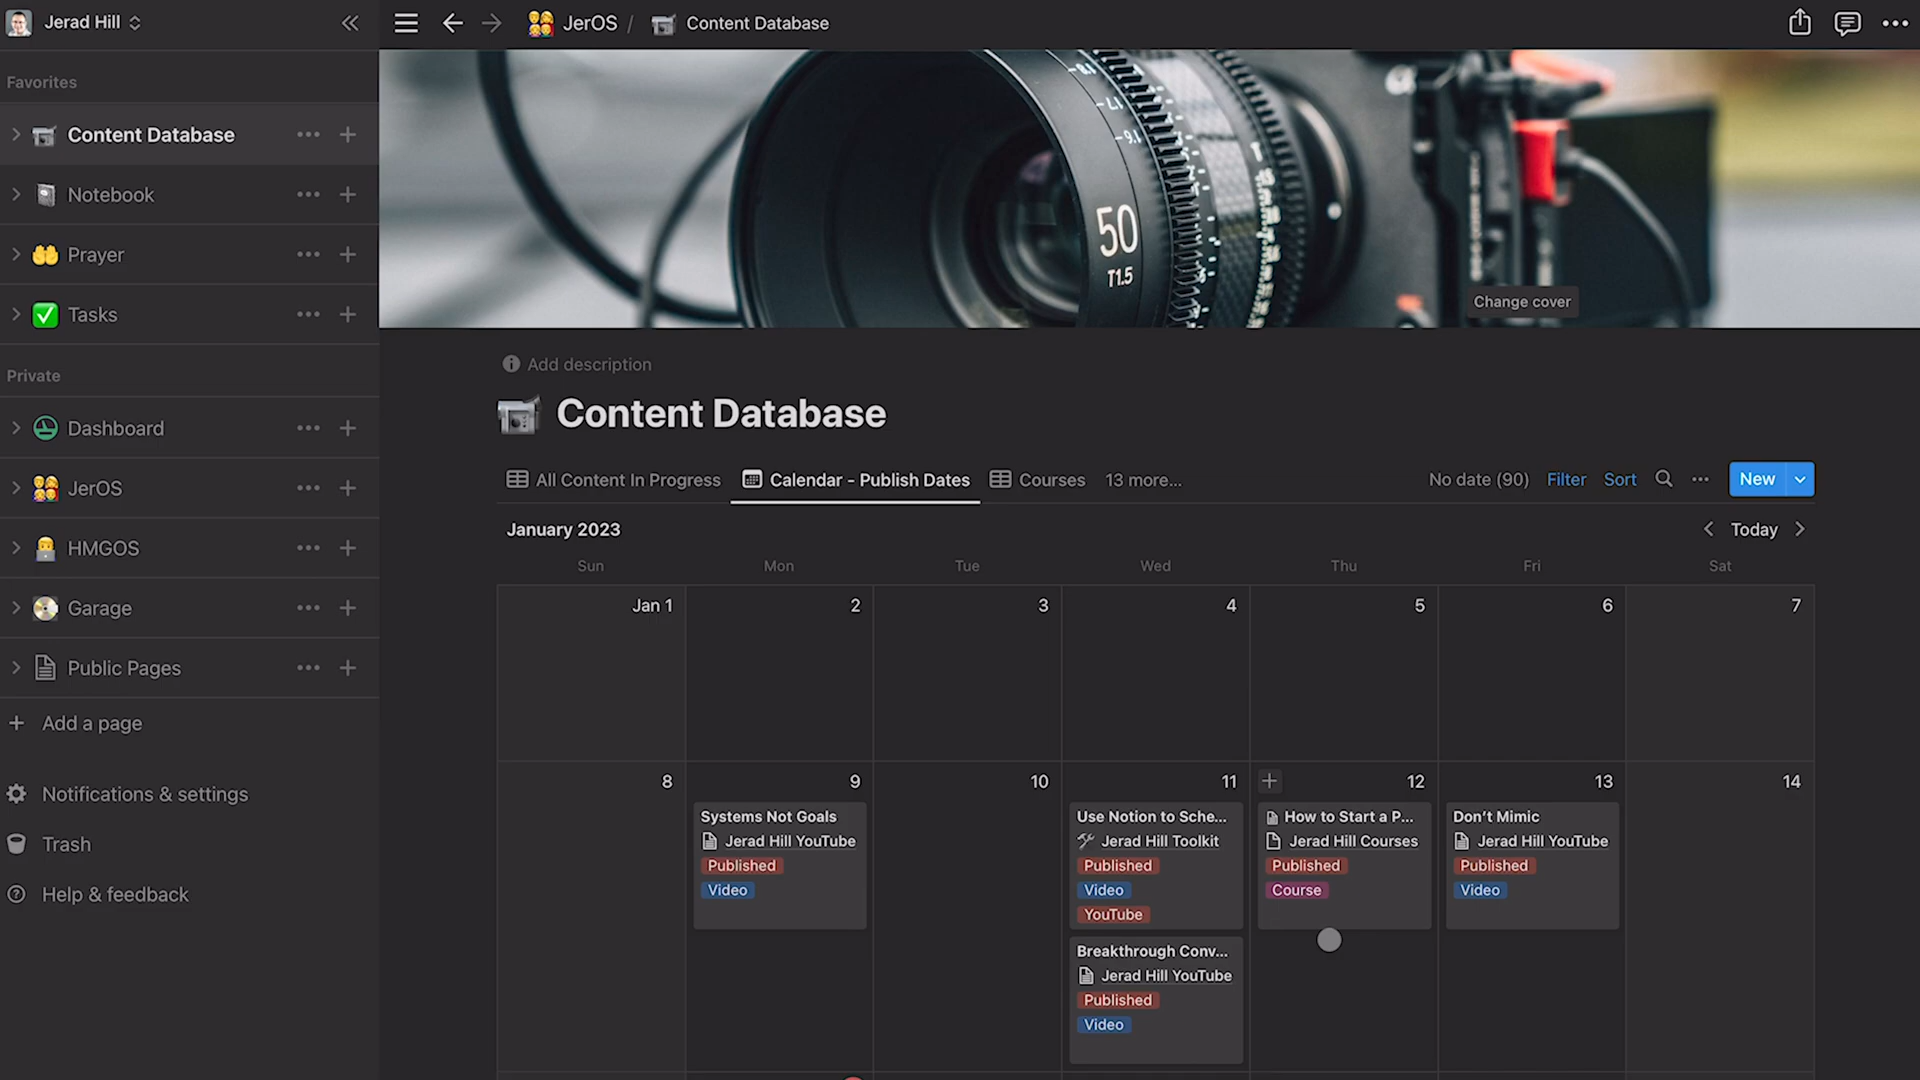 Jerad Hill
JerOS / Content Database
Favorites
Content Database
Notebook
Prayer
Tasks
Private
Dashboard
JerOS
HMGOS
Garage
Public Pages
Add a page
Notifications & settings
Trash
Help & feedback
50
T1.5
Change cover
Add description
Content Database
All Content In Progress Calendar - Publish Dates Courses 13 more... No date (90) Filter Sort New
January 2023 Today
Sun Mon Tue Wed Thu Fri Sat
Jan 1 2 3 4 5 6 7
8 9 10 11 12 13 14
Systems Not Goals
Jerad Hill YouTube
Published
Video
Use Notion to Sche...
Jerad Hill Toolkit
Published
Video
YouTube
Breakthrough Conv...
Jerad Hill YouTube
Published
Video
How to Start a P...
Jerad Hill Courses
Published
Course
Don't Mimic
Jerad Hill YouTube
Published
Video